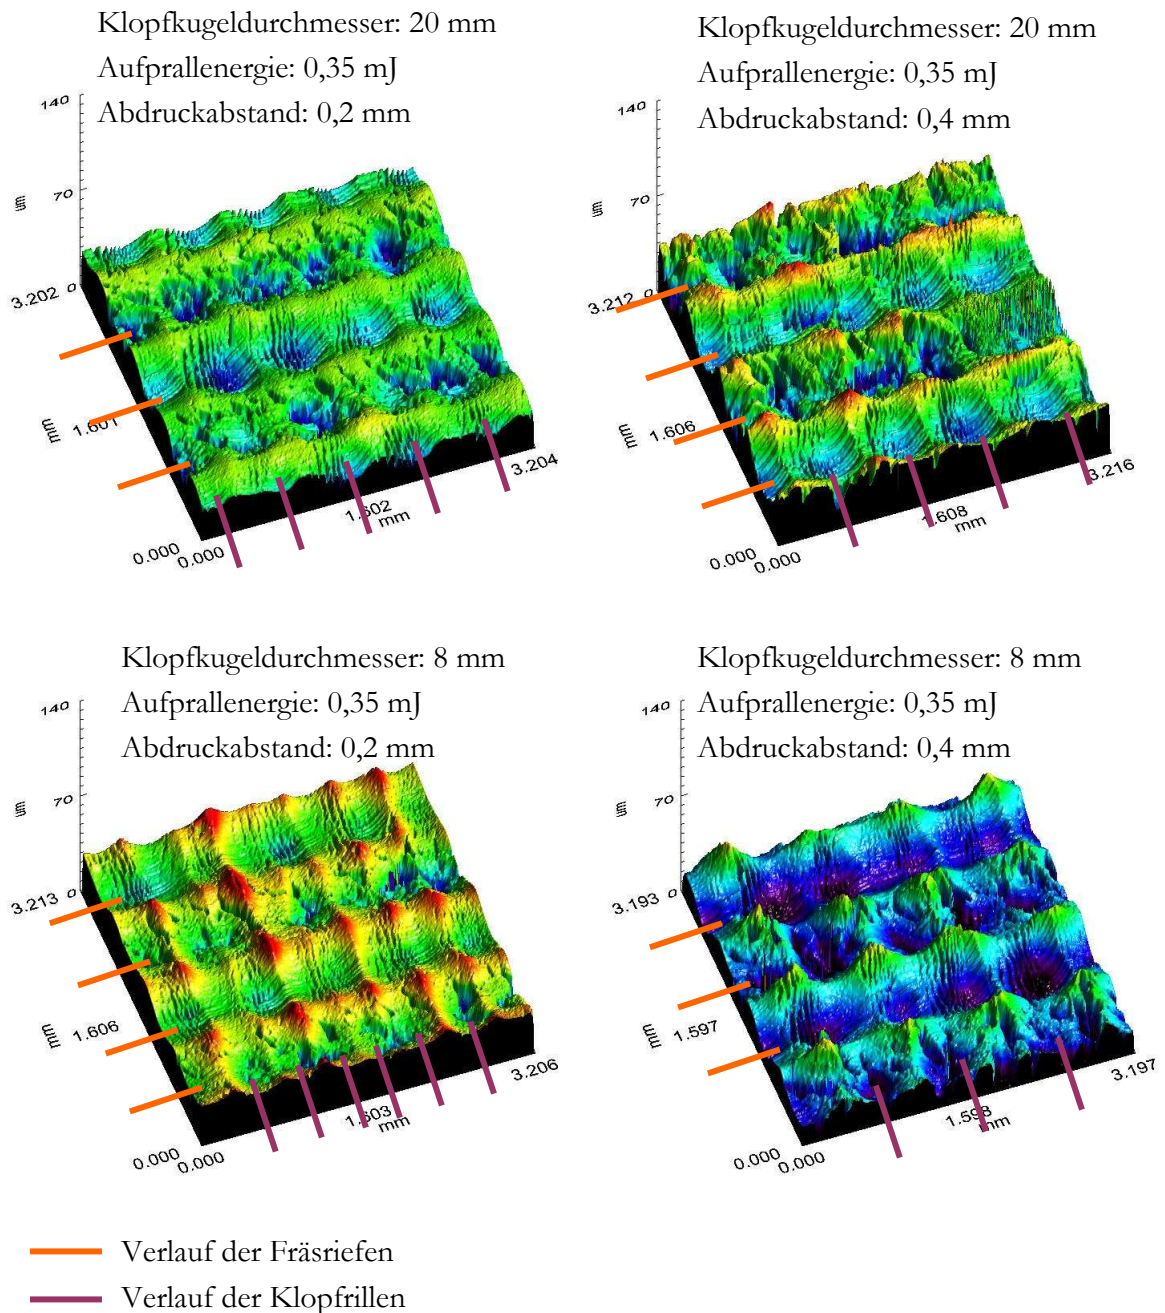 Klopfkugeldurchmesser: 20 mm
Aufprallenergie: 0,35 mJ
Abdruckabstand: 0,2 mm
140
70
um
0
3.202
1.601
mm
0.000
0.000
1.602
mm
3.204
Klopfkugeldurchmesser: 20 mm
Aufprallenergie: 0,35 mJ
Abdruckabstand: 0,4 mm
140
70
um
0
3.212
1.606
mm
0.000
0.000
1.608
mm
3.216
Klopfkugeldurchmesser: 8 mm
Aufprallenergie: 0,35 mJ
Abdruckabstand: 0,2 mm
140
70
um
0
3.213
1.606
mm
0.000
0.000
1.603
mm
3.206
Klopfkugeldurchmesser: 8 mm
Aufprallenergie: 0,35 mJ
Abdruckabstand: 0,4 mm
140
70
um
0
3.193
1.597
mm
0.000
0.000
1.598
mm
3.197
Verlauf der Fräsriefen
Verlauf der Klopfrillen